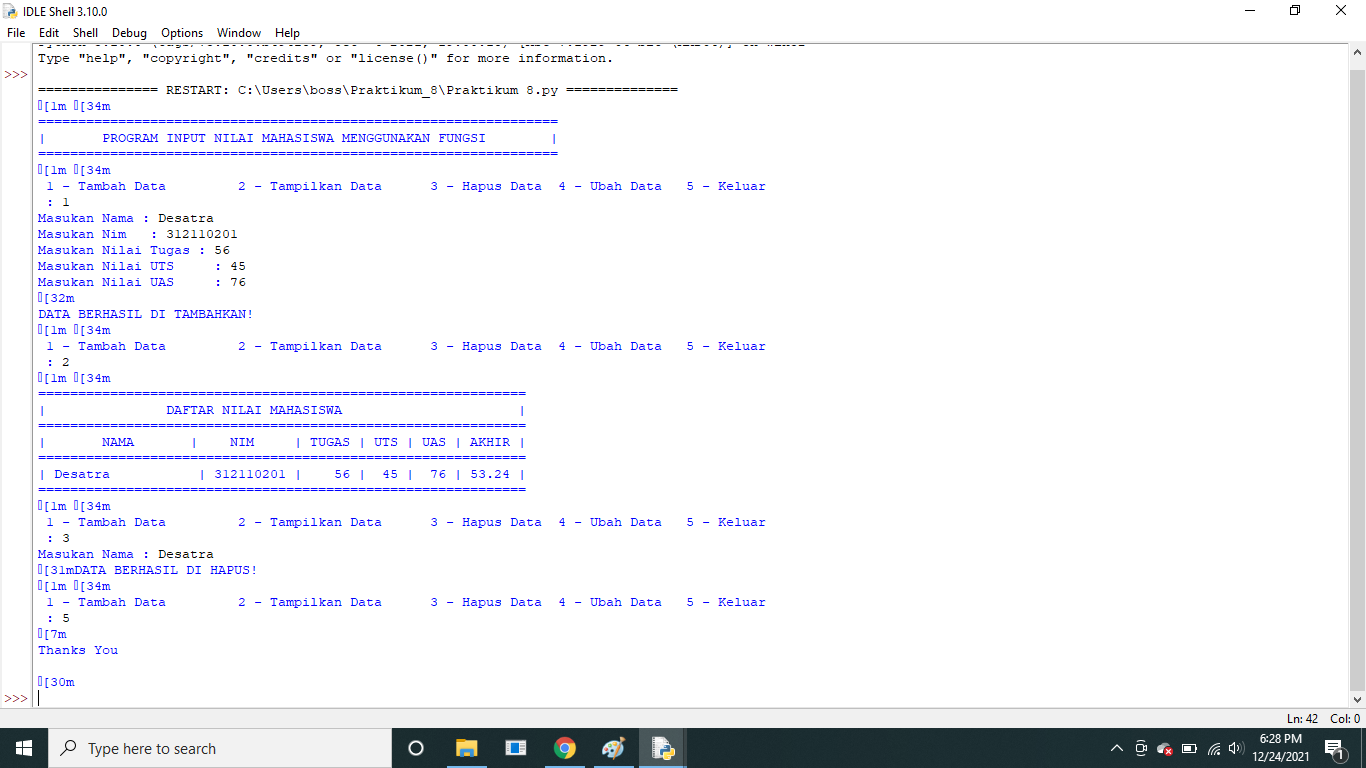 IDLE Shell 3.10.0
File Edit Shell Debug Options Window Help
Type "help", "copyright", "credits" or "license()" for more information.
>>>
=============== RESTART: C:\Users\boss\Praktikum_8\Praktikum 8.py ==============
[1m [34m
=================================================================
|       PROGRAM INPUT NILAI MAHASISWA MENGGUNAKAN FUNGSI        |
=================================================================
[1m [34m
 1 - Tambah Data         2 - Tampilkan Data      3 - Hapus Data  4 - Ubah Data   5 - Keluar
 : 1
Masukan Nama : Desatra
Masukan Nim   : 312110201
Masukan Nilai Tugas : 56
Masukan Nilai UTS     : 45
Masukan Nilai UAS     : 76
[32m
DATA BERHASIL DI TAMBAHKAN!
[1m [34m
 1 - Tambah Data         2 - Tampilkan Data      3 - Hapus Data  4 - Ubah Data   5 - Keluar
 : 2
[1m [34m
=============================================================
|               DAFTAR NILAI MAHASISWA                      |
=============================================================
|       NAMA       |    NIM     | TUGAS | UTS | UAS | AKHIR |
=============================================================
| Desatra           | 312110201 |    56 |  45 |  76 | 53.24 |
=============================================================
[1m [34m
 1 - Tambah Data         2 - Tampilkan Data      3 - Hapus Data  4 - Ubah Data   5 - Keluar
 : 3
Masukan Nama : Desatra
[31mDATA BERHASIL DI HAPUS!
[1m [34m
 1 - Tambah Data         2 - Tampilkan Data      3 - Hapus Data  4 - Ubah Data   5 - Keluar
 : 5
[7m
Thanks You
[30m
>>>
Ln: 42 Col: 0
Type here to search
6:28 PM
12/24/2021
1